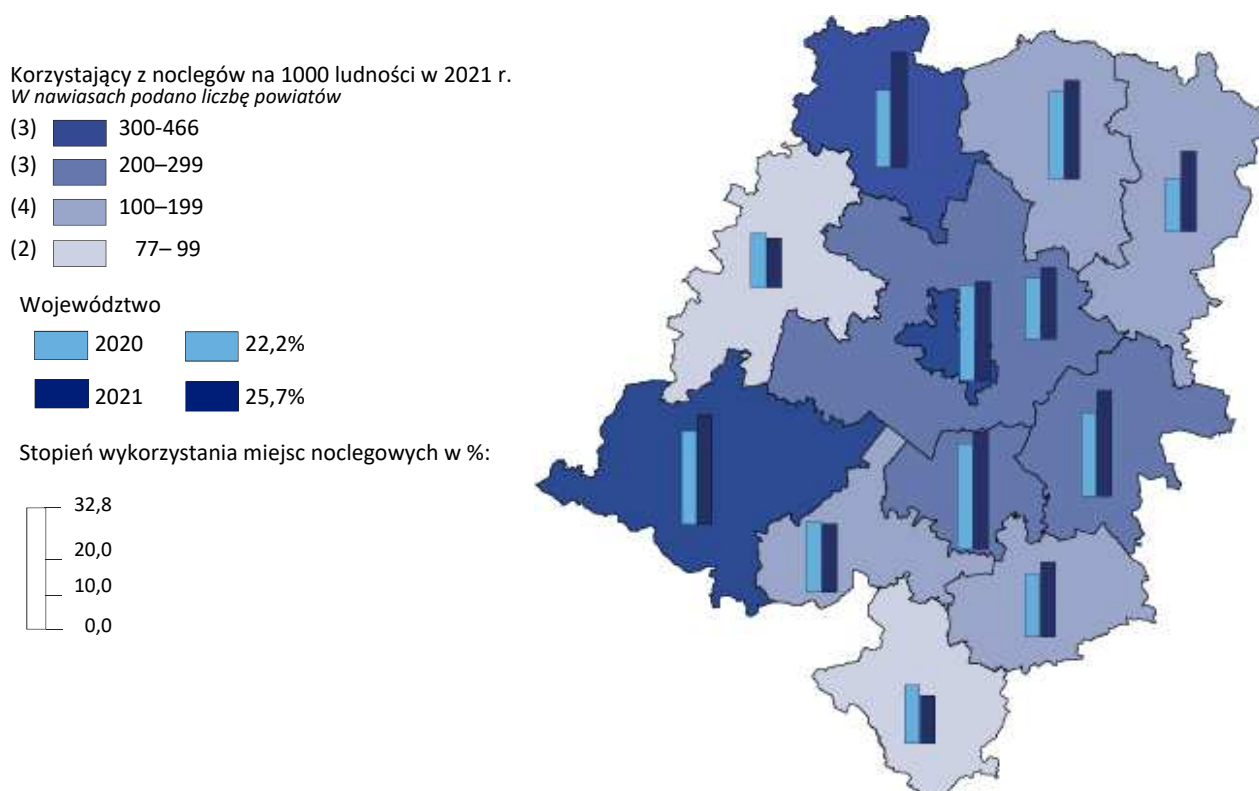 Korzystający z noclegów na 1000 ludności w 2021 r.
W nawiasach podano liczbę powiatów
(3) 300-466
(3) 200–299
(4) 100–199
(2) 77– 99
Województwo
2020 22,2%
2021 25,7%
Stopień wykorzystania miejsc noclegowych w %:
32,8
20,0
10,0
0,0